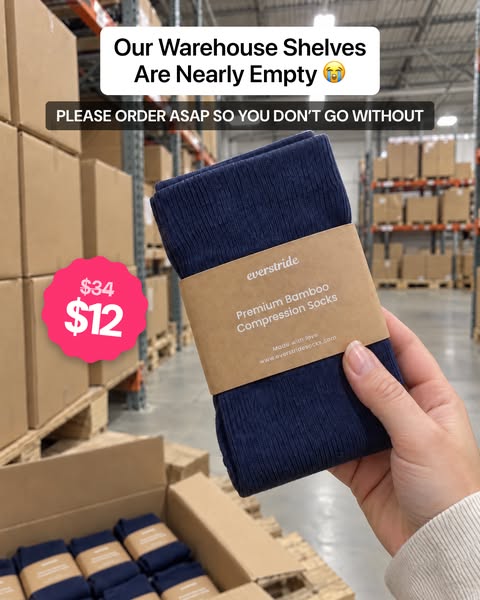 Our Warehouse Shelves
Are Nearly Empty 😭
PLEASE ORDER ASAP SO YOU DON'T GO WITHOUT
$34
$12
everstride
Premium Bamboo
Compression Socks
Made with love
www.everstridesocks.com